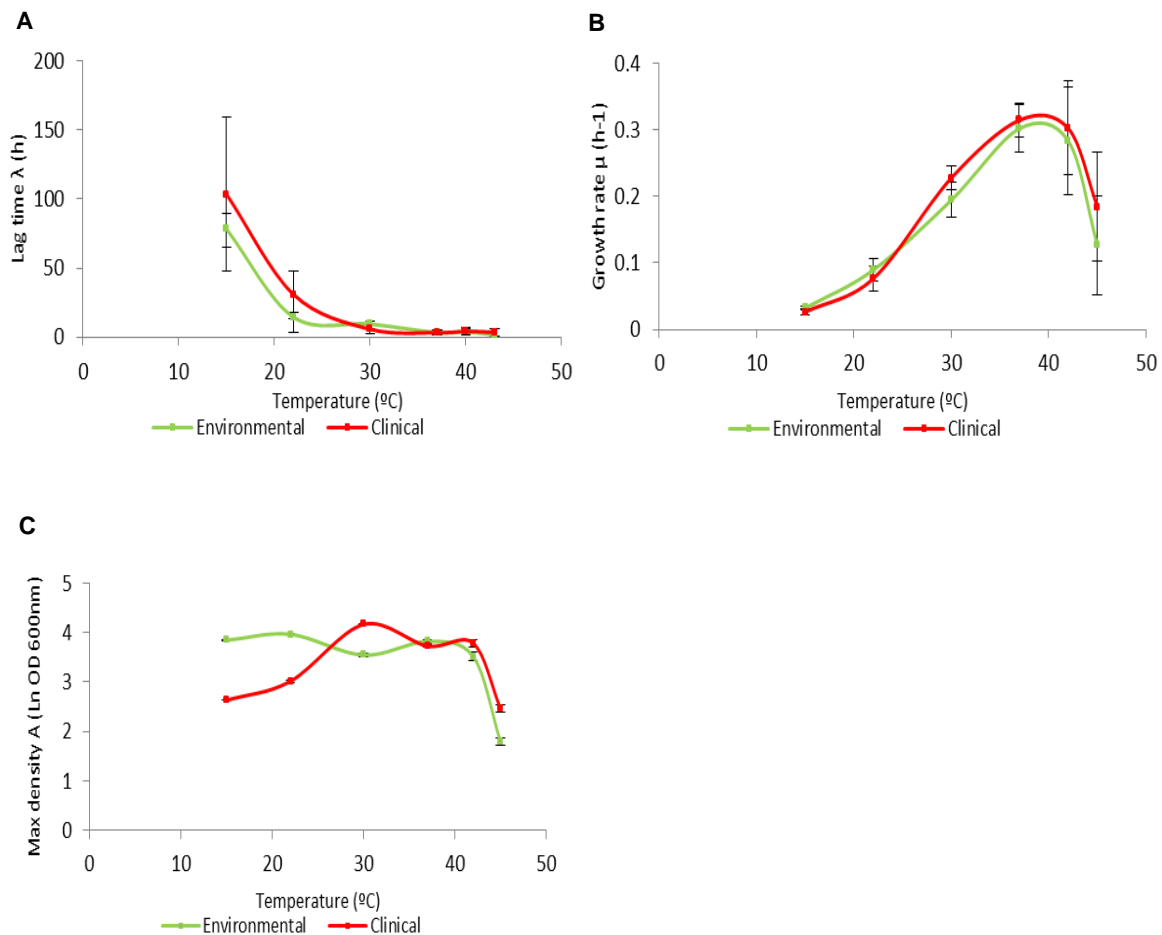 A
Lag time λ (h)
200
150
100
50
0
0 10 20 30 40 50
Temperature (ºC)
Environmental Clinical
B
Growth rate µ (h-1)
0.4
0.3
0.2
0.1
0
0 10 20 30 40 50
Temperature (ºC)
Environmental Clinical
C
Max density A (Ln OD 600nm)
5
4
3
2
1
0
0 10 20 30 40 50
Temperature (ºC)
Environmental Clinical